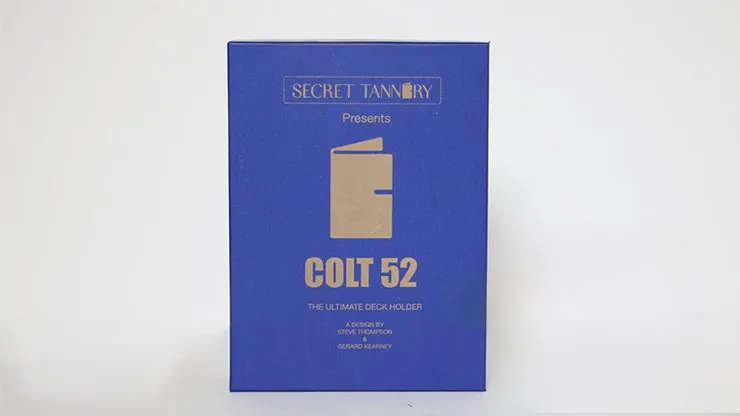 SECRET TANNERY
Presents
COLT 52
THE ULTIMATE DECK HOLDER
A DESIGN BY
STEVE THOMPSON
&
GERARD KEARNEY